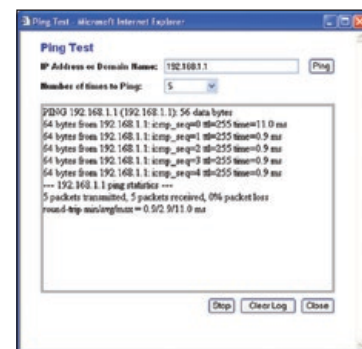 Ping Test - Microsoft Internet Explorer
Ping Test
IP Address or Domain Name: 192.168.1.1 Ping
Number of times to Ping: 5
PING 192.168.1.1 (192.168.1.1): 56 data bytes
64 bytes from 192.168.1.1: icmp_seq=0 ttl=255 time=11.0 ms
64 bytes from 192.168.1.1: icmp_seq=1 ttl=255 time=0.9 ms
64 bytes from 192.168.1.1: icmp_seq=2 ttl=255 time=0.9 ms
64 bytes from 192.168.1.1: icmp_seq=3 ttl=255 time=0.9 ms
64 bytes from 192.168.1.1: icmp_seq=4 ttl=255 time=0.9 ms
--- 192.168.1.1 ping statistics ---
5 packets transmitted, 5 packets received, 0% packet loss
round-trip min/avg/max = 0.9/2.9/11.0 ms
Stop Clear Log Close